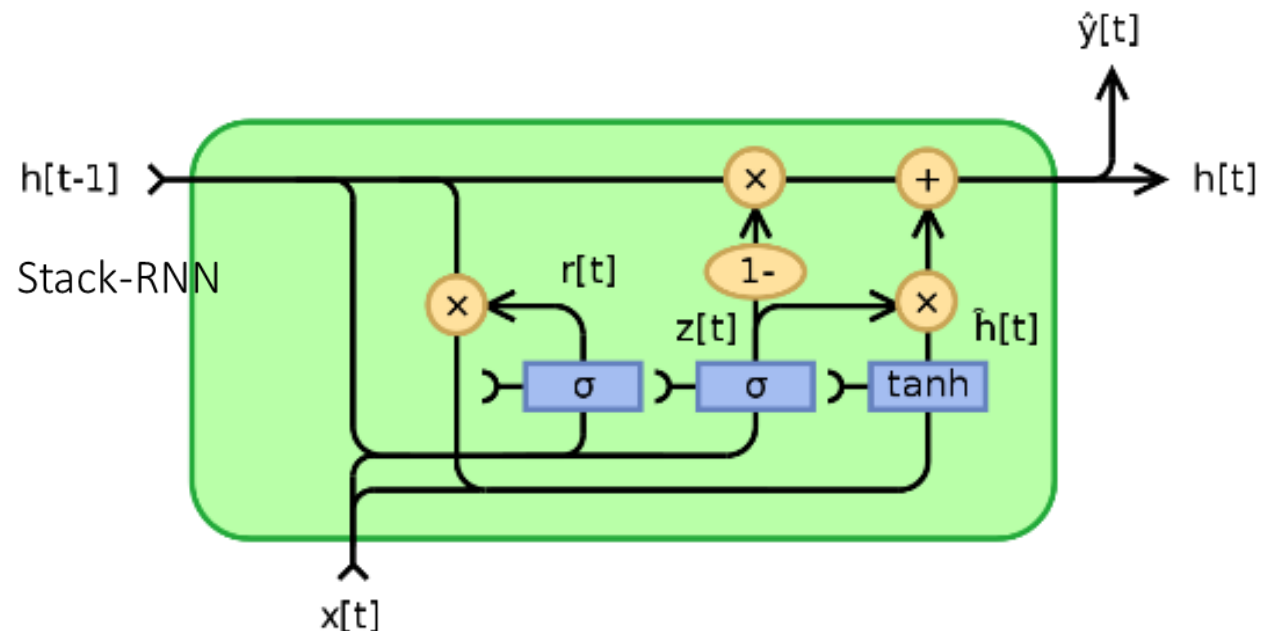 ŷ[t]
h[t-1]
×
+
h[t]
Stack-RNN
r[t]
1-
×
z[t]
×
ĥ[t]
σ
σ
tanh
x[t]